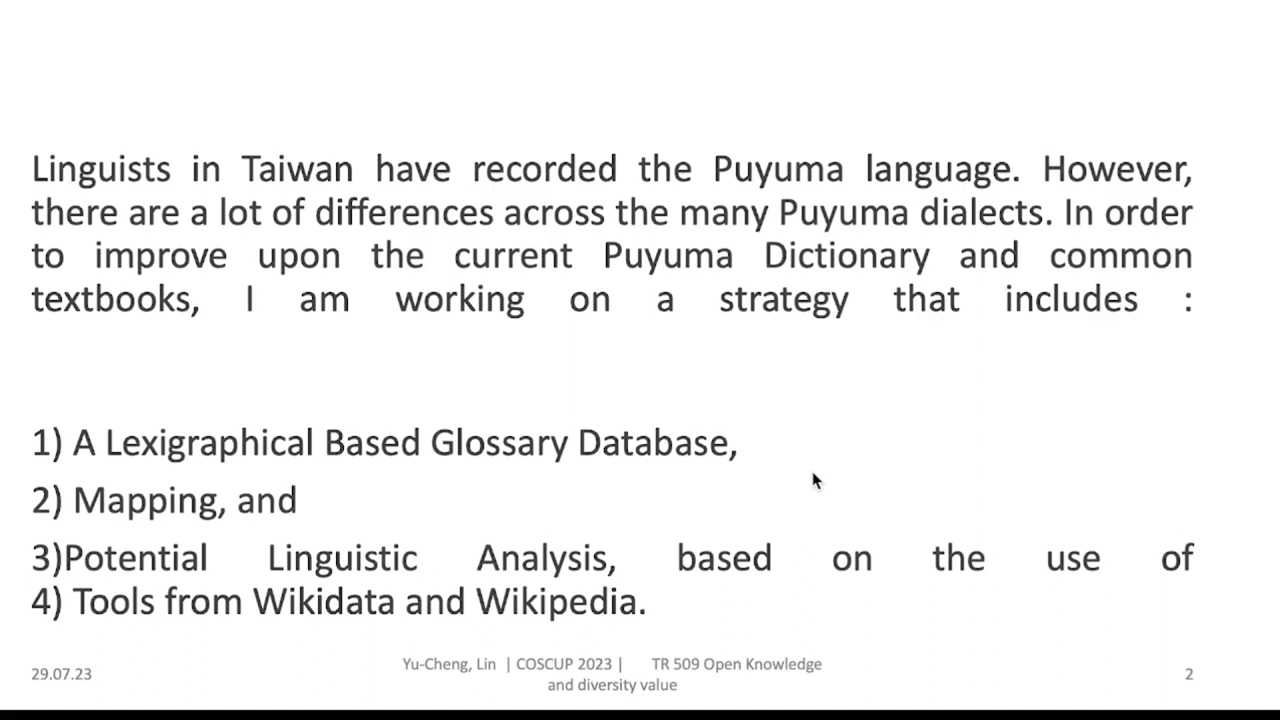 Linguists in Taiwan have recorded the Puyuma language. However,
there are a lot of differences across the many Puyuma dialects. In order
to improve upon the current Puyuma Dictionary and common
textbooks, I am working on a strategy that includes :
1) A Lexigraphical Based Glossary Database,
2) Mapping, and
3)Potential Linguistic Analysis, based on the use of
4) Tools from Wikidata and Wikipedia.
29.07.23
Yu-Cheng, Lin | COSCUP 2023 | TR 509 Open Knowledge
and diversity value
2